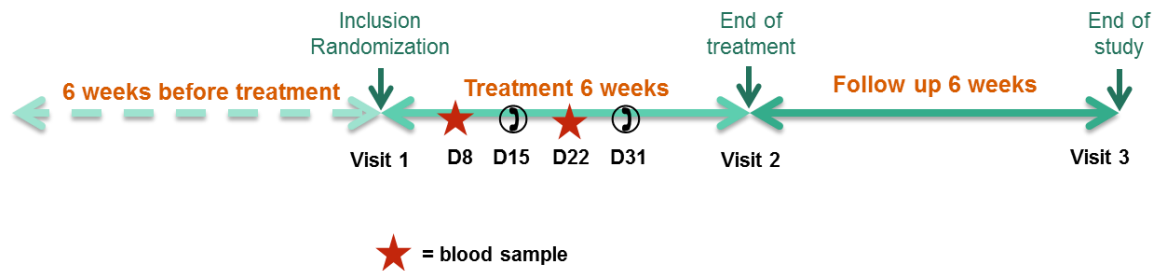 Inclusion
Randomization
End of
treatment
End of
study
6 weeks before treatment
Treatment 6 weeks
Follow up 6 weeks
Visit 1
D8
D15
D22
D31
Visit 2
Visit 3
= blood sample